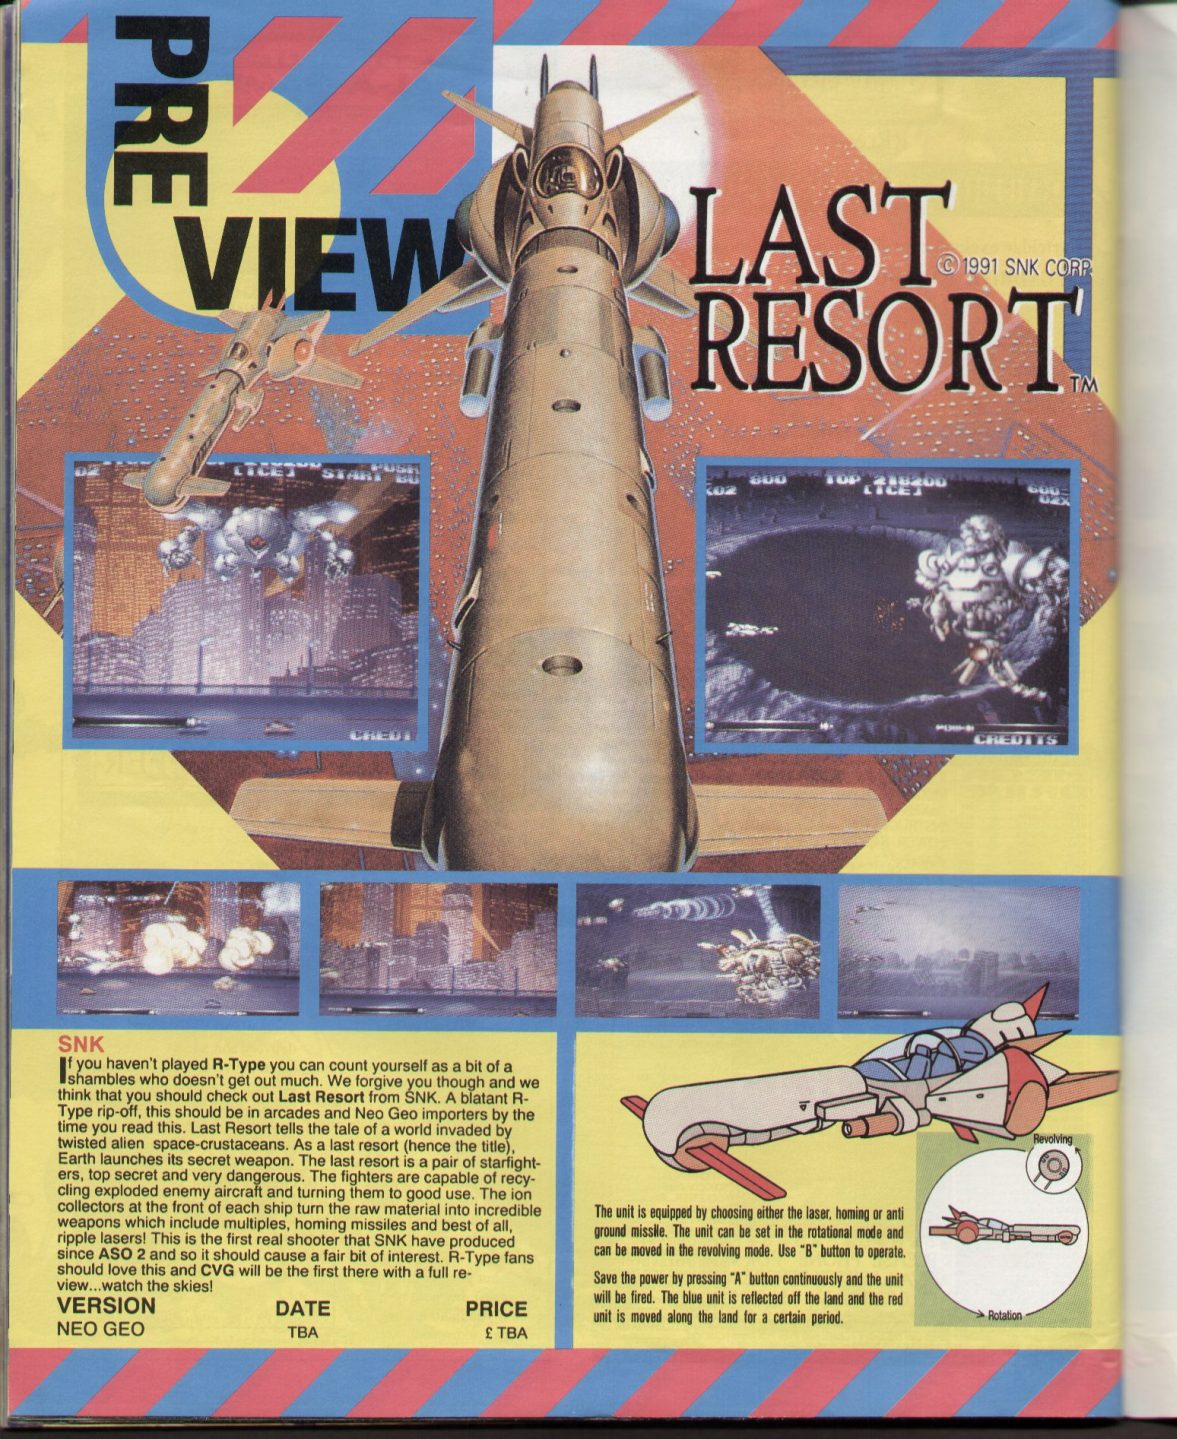 PRE
VIEW
LAST
© 1991 SNK CORP.
RESORT
TM
02
[TCE]
START
PUSH
CREDI
02
800
TOP 218200
[TCE]
600
02X
CREDITS
SNK
If you haven't played R-Type you can count yourself as a bit of a
shambles who doesn't get out much. We forgive you though and we
think that you should check out Last Resort from SNK. A blatant R-
Type rip-off, this should be in arcades and Neo Geo importers by the
time you read this. Last Resort tells the tale of a world invaded by
twisted alien space-crustaceans. As a last resort (hence the title),
Earth launches its secret weapon. The last resort is a pair of starfight-
ers, top secret and very dangerous. The fighters are capable of recy-
cling exploded enemy aircraft and turning them to good use. The ion
collectors at the front of each ship turn the raw material into incredible
weapons which include multiples, homing missiles and best of all,
ripple lasers! This is the first real shooter that SNK have produced
since ASO 2 and so it should cause a fair bit of interest. R-Type fans
should love this and CVG will be the first there with a full re-
view...watch the skies!
VERSION DATE PRICE
NEO GEO TBA £ TBA
Revolving
Rotation
The unit is equipped by choosing either the laser, homing or anti
ground missile. The unit can be set in the rotational mode and
can be moved in the revolving mode. Use "B" button to operate.
Save the power by pressing "A" button continuously and the unit
will be fired. The blue unit is reflected off the land and the red
unit is moved along the land for a certain period.